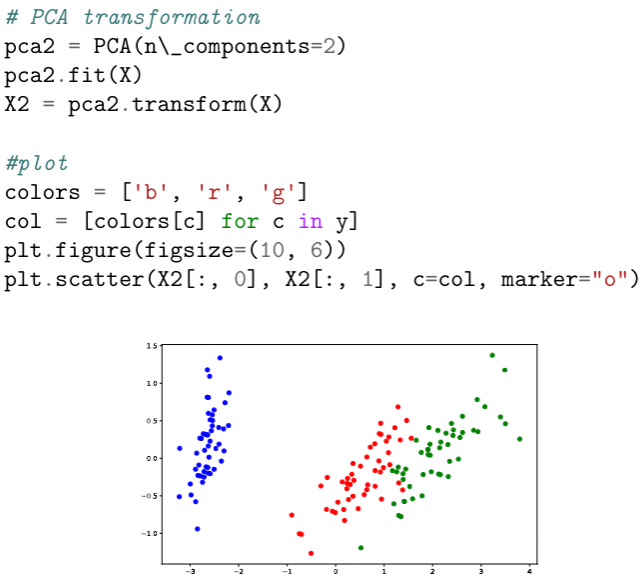 # PCA transformation
pca2 = PCA(n\_components=2)
pca2.fit(X)
X2 = pca2.transform(X)
#plot
colors = ['b', 'r', 'g']
col = [colors[c] for c in y]
plt.figure(figsize=(10, 6))
plt.scatter(X2[:, 0], X2[:, 1], c=col, marker="o")
1.5
1.0
0.5
0.0
−0.5
−1.0
−3 −2 −1 0 1 2 3 4